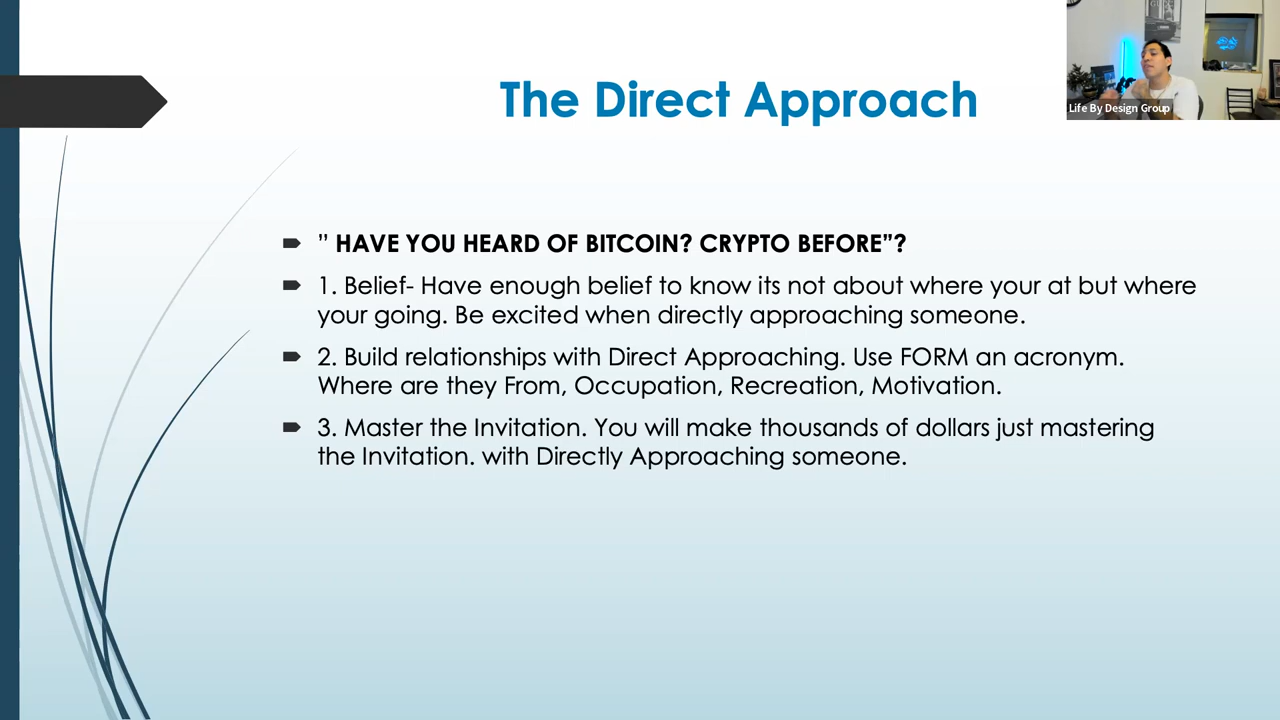 The Direct Approach
Life By Design Group
” HAVE YOU HEARD OF BITCOIN? CRYPTO BEFORE”?
1. Belief- Have enough belief to know its not about where your at but where
your going. Be excited when directly approaching someone.
2. Build relationships with Direct Approaching. Use FORM an acronym.
Where are they From, Occupation, Recreation, Motivation.
3. Master the Invitation. You will make thousands of dollars just mastering
the Invitation. with Directly Approaching someone.